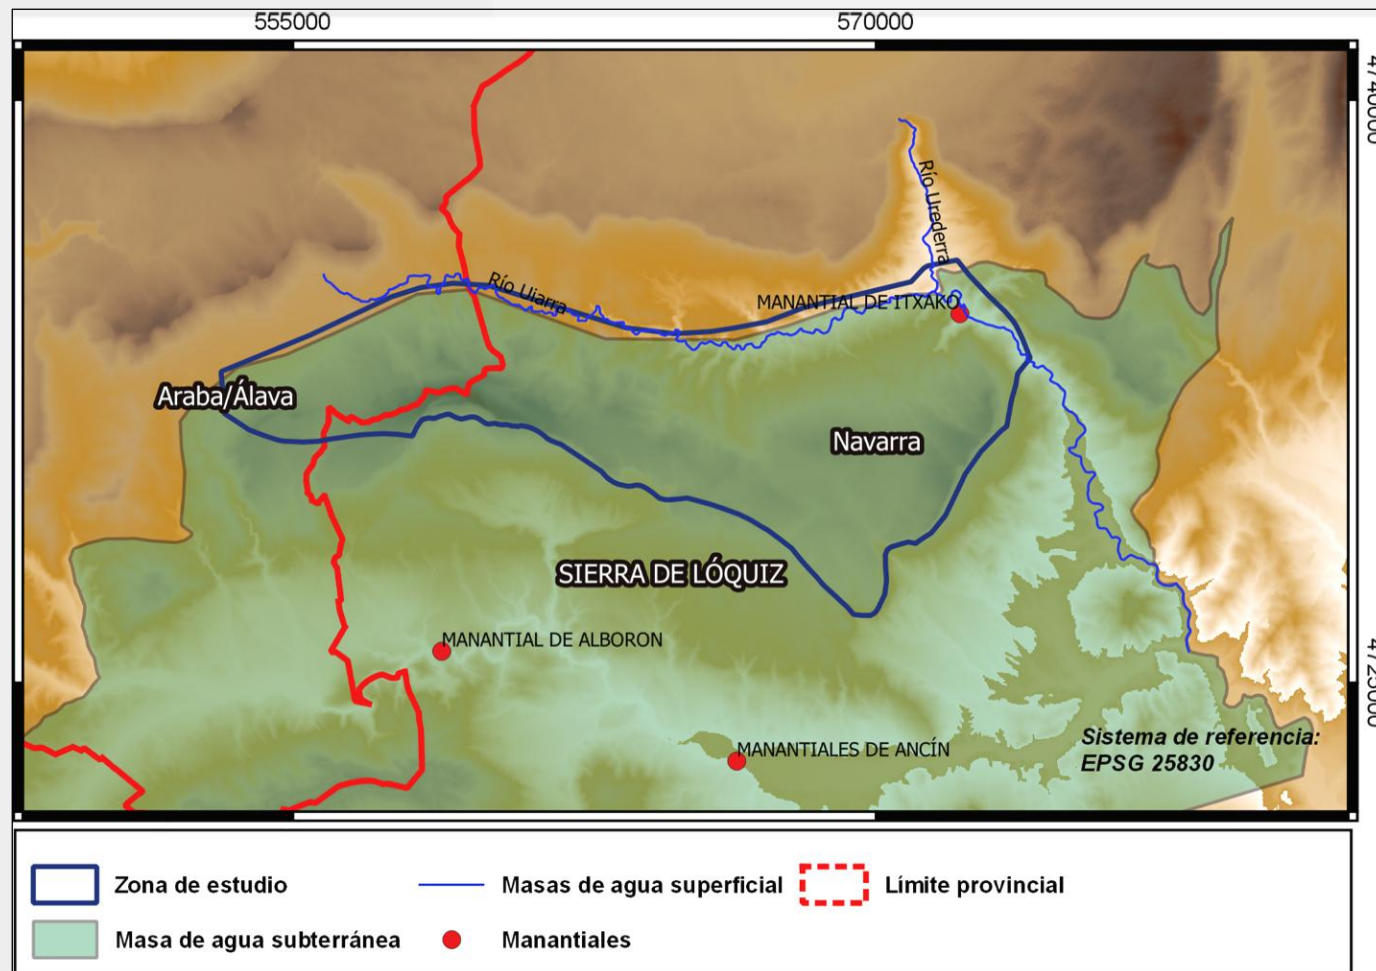 555000
570000
4740000
Río Urederra
Río Uiarra
MANANTIAL DE ITXAKO
Araba/Álava
Navarra
SIERRA DE LÓQUIZ
MANANTIAL DE ALBORON
4725000
MANANTIALES DE ANCÍN
Sistema de referencia:
EPSG 25830
Zona de estudio
Masas de agua superficial
Límite provincial
Masa de agua subterránea
Manantiales